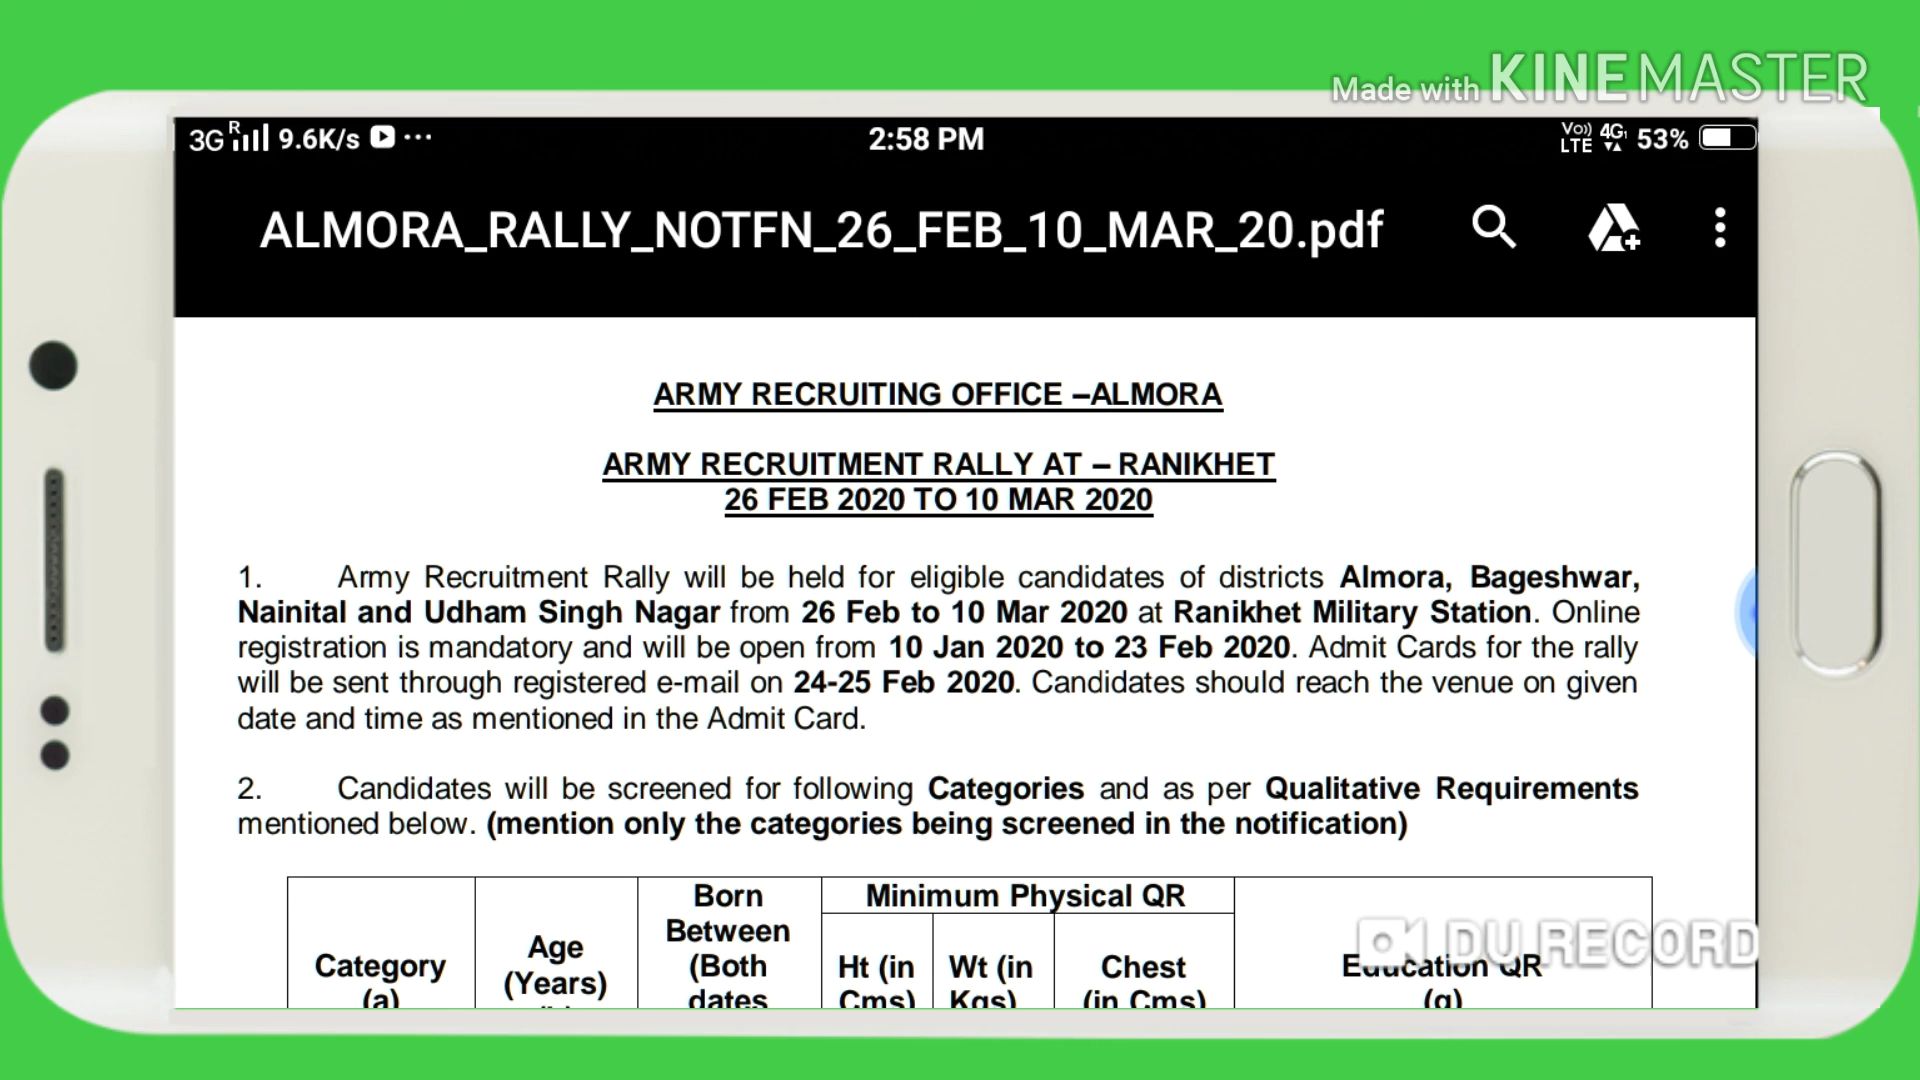 Made with KINEMASTER
3G R 9.6K/s ...
2:58 PM
Vo)) LTE 4G 53%
ALMORA_RALLY_NOTFN_26_FEB_10_MAR_20.pdf
ARMY RECRUITING OFFICE –ALMORA
ARMY RECRUITMENT RALLY AT – RANIKHET
26 FEB 2020 TO 10 MAR 2020
1. Army Recruitment Rally will be held for eligible candidates of districts Almora, Bageshwar,
Nainital and Udham Singh Nagar from 26 Feb to 10 Mar 2020 at Ranikhet Military Station. Online
registration is mandatory and will be open from 10 Jan 2020 to 23 Feb 2020. Admit Cards for the rally
will be sent through registered e-mail on 24-25 Feb 2020. Candidates should reach the venue on given
date and time as mentioned in the Admit Card.
2. Candidates will be screened for following Categories and as per Qualitative Requirements
mentioned below. (mention only the categories being screened in the notification)
Category
(a)
Age
(Years)
Born
Between
(Both
dates
Minimum Physical QR
Ht (in
Cms)
Wt (in
Kgs)
Chest
(in Cms)
Education QR
(g)
DU RECORD